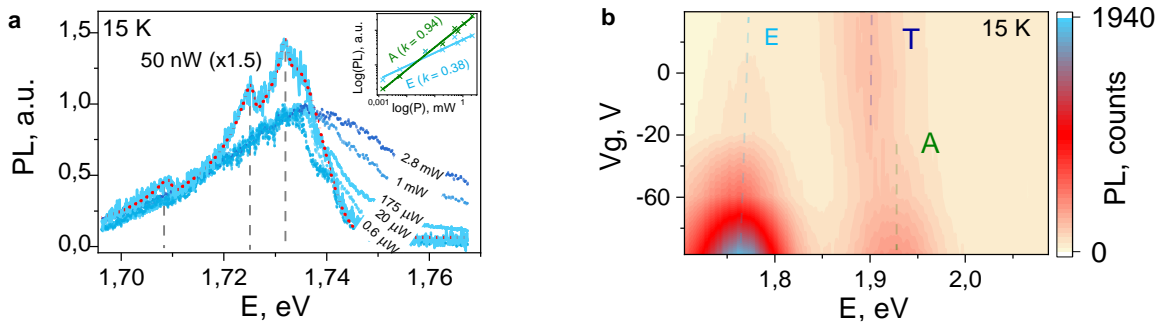 a
15 K
50 nW (x1.5)
PL, a.u.
1,5
1,0
0,5
0,0
1,70
1,72
1,74
1,76
E, eV
2.8 mW
1 mW
175 µW
20 µW
0.6 µW
Log(PL), a.u.
A (k = 0.94)
E (k = 0.38)
0,001
1
log(P), mW
b
15 K
E
T
A
Vg, V
0
-20
-60
1,8
1,9
2,0
E, eV
1940
0
PL, counts